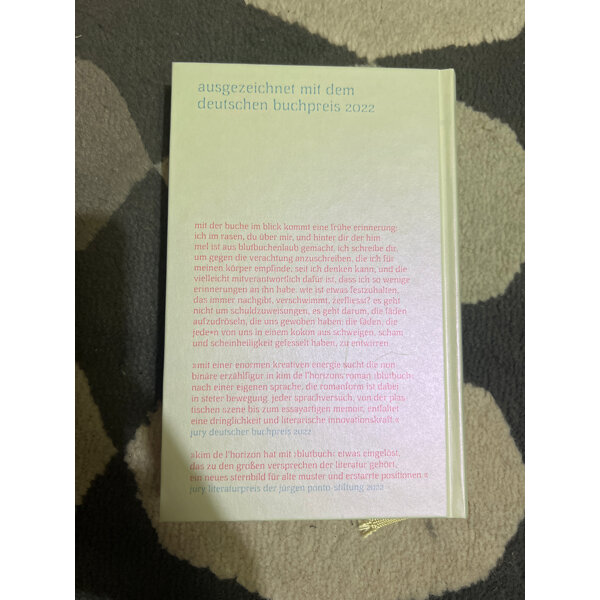 ausgezeichnet mit dem
deutschen buchpreis 2022
mit der buche im blick kommt eine frühe erinnerung:
ich im rasen, du über mir, und hinter dir der him
mel ist aus blutbuchenlaub gemacht. ich schreibe dir,
um gegen die verachtung anzuschreiben, die ich für
meinen körper empfinde, seit ich denken kann, und die
vielleicht mitverantwortlich dafür ist, dass ich so wenige
erinnerungen an ihn habe. wie ist etwas festzuhalten,
das immer nachgibt, verschwimmt, zerfliesst? es geht
nicht um schuldzuweisungen, es geht darum, die fäden
aufzudröseln, die uns gewoben haben; die fäden, die
jede*n von uns in einem kokon aus schweigen, scham
und scheinheiligkeit gefesselt haben, zu entwirren.
»mit einer enormen kreativen energie sucht die non
binäre erzählfigur in kim de l'horizons roman ›blutbuch‹
nach einer eigenen sprache. die romanform ist dabei
in steter bewegung. jeder sprachversuch, von der plas
tischen szene bis zum essayartigen memoir, entfaltet
eine dringlichkeit und literarische innovationskraft.«
jury deutscher buchpreis 2022
»kim de l'horizon hat mit ›blutbuch‹ etwas eingelöst,
das zu den großen versprechen der literatur gehört,
ein neues sternbild für alte muster und erstarrte positionen.«
jury literaturpreis der jürgen ponto-stiftung 2022